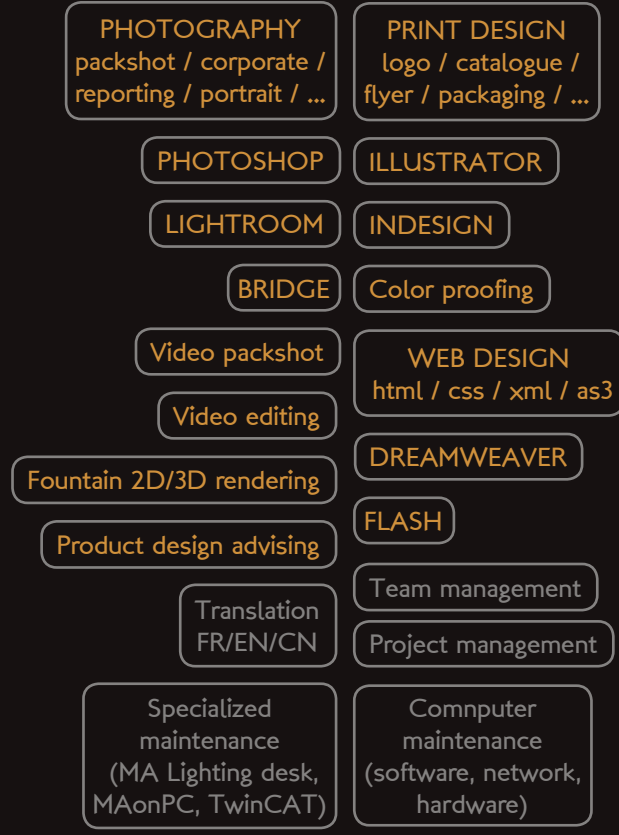 PHOTOGRAPHY
packshot / corporate /
reporting / portrait / ...
PHOTOSHOP
LIGHTROOM
BRIDGE
Video packshot
Video editing
Fountain 2D/3D rendering
Product design advising
Translation
FR/EN/CN
Specialized
maintenance
(MA Lighting desk,
MAonPC, TwinCAT)
PRINT DESIGN
logo / catalogue /
flyer / packaging / ...
ILLUSTRATOR
INDESIGN
Color proofing
WEB DESIGN
html / css / xml / as3
DREAMWEAVER
FLASH
Team management
Project management
Comnputer
maintenance
(software, network,
hardware)